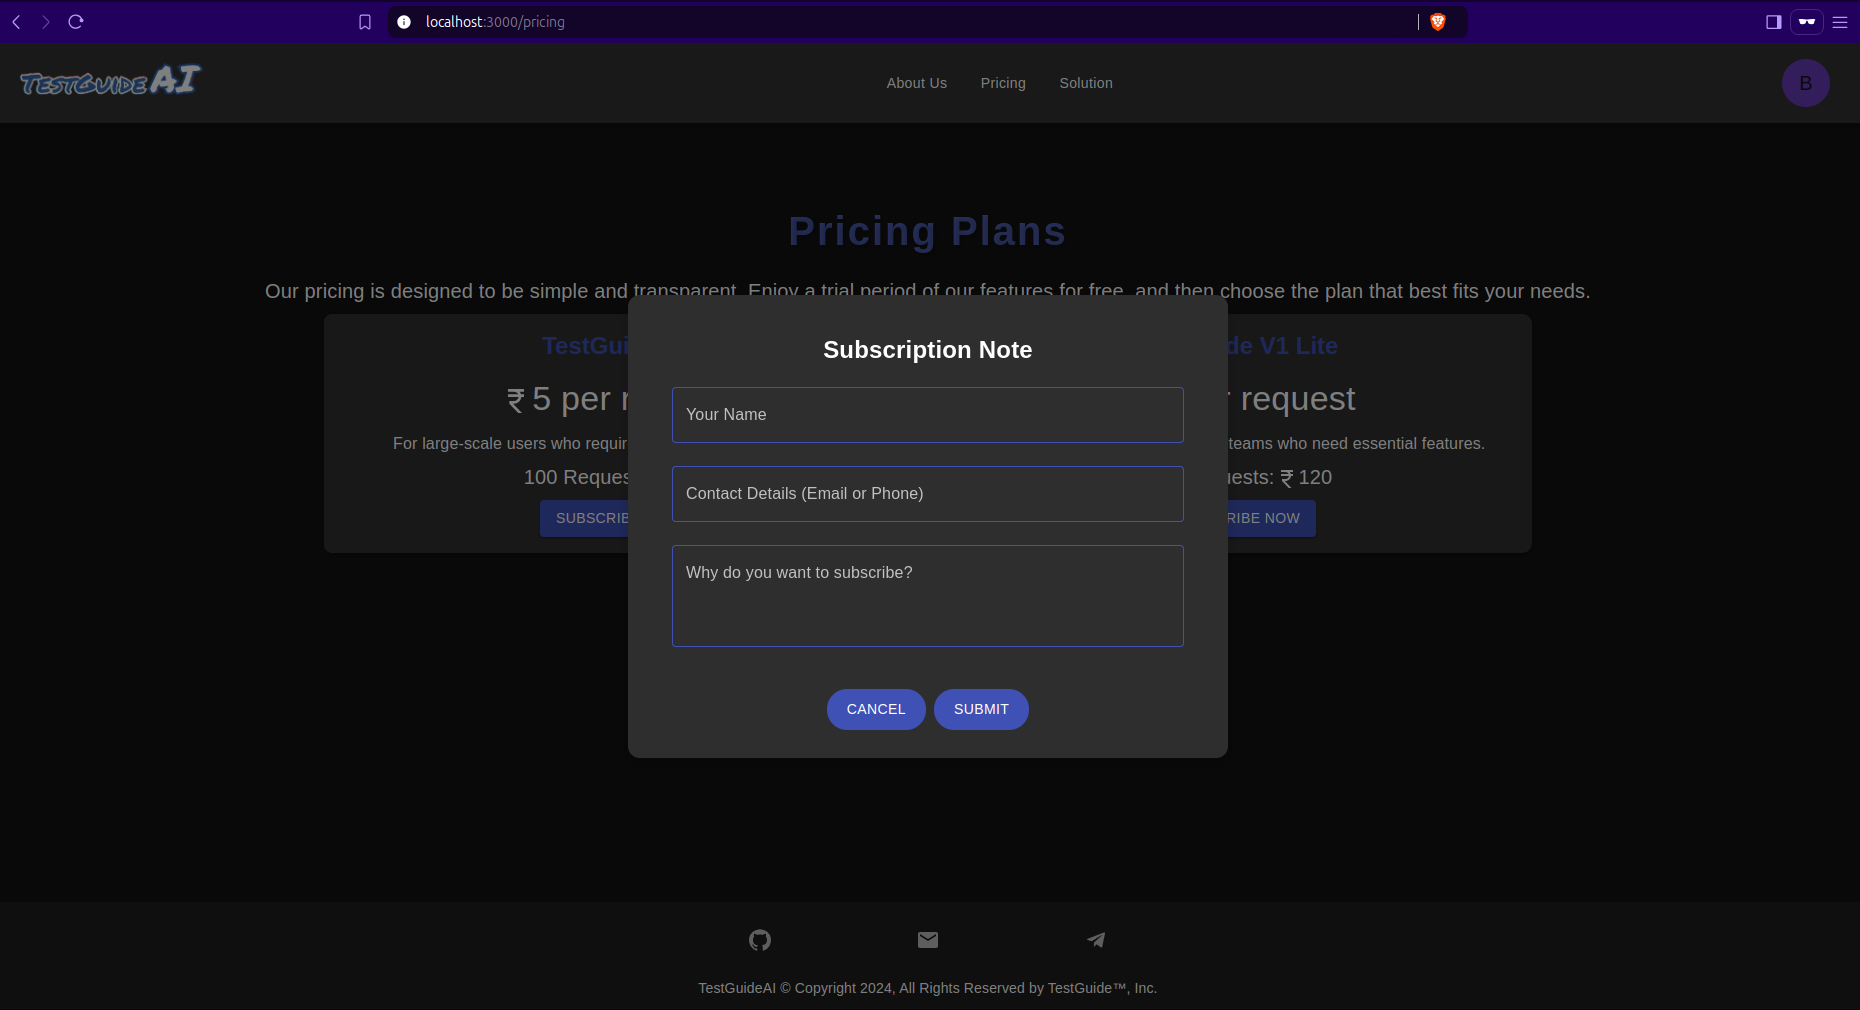 localhost:3000/pricing
TESTGUIDE AI
About Us Pricing Solution
B
Pricing Plans
Our pricing is designed to be simple and transparent. Enjoy a trial period of our features for free, and then choose the plan that best fits your needs.
TestGui
₹ 5 per r
For large-scale users who requir
100 Reques
SUBSCRIB
de V1 Lite
r request
teams who need essential features.
uests: ₹ 120
RIBE NOW
Subscription Note
Your Name
Contact Details (Email or Phone)
Why do you want to subscribe?
CANCEL SUBMIT
TestGuideAI © Copyright 2024, All Rights Reserved by TestGuide™, Inc.